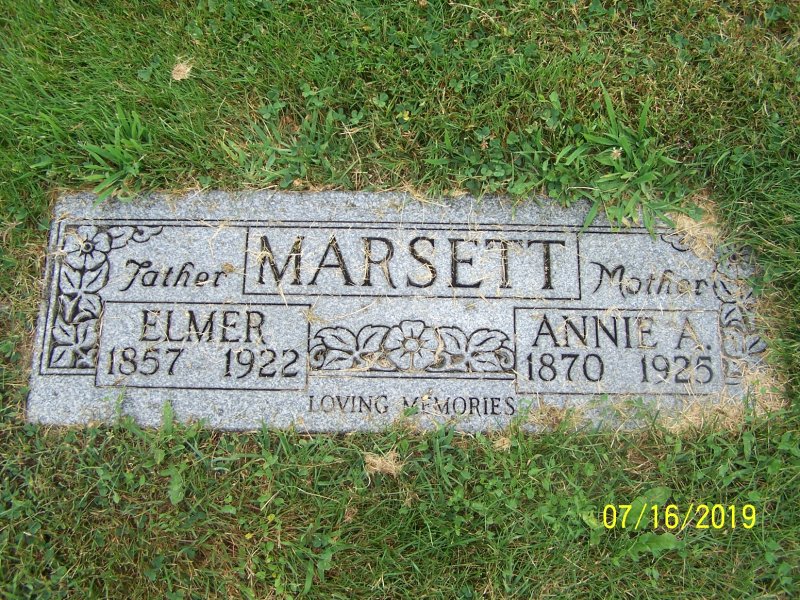 Father MARSETT Mother
ELMER ANNIE A.
1857 1922 1870 1925
LOVING MEMORIES
07/16/2019